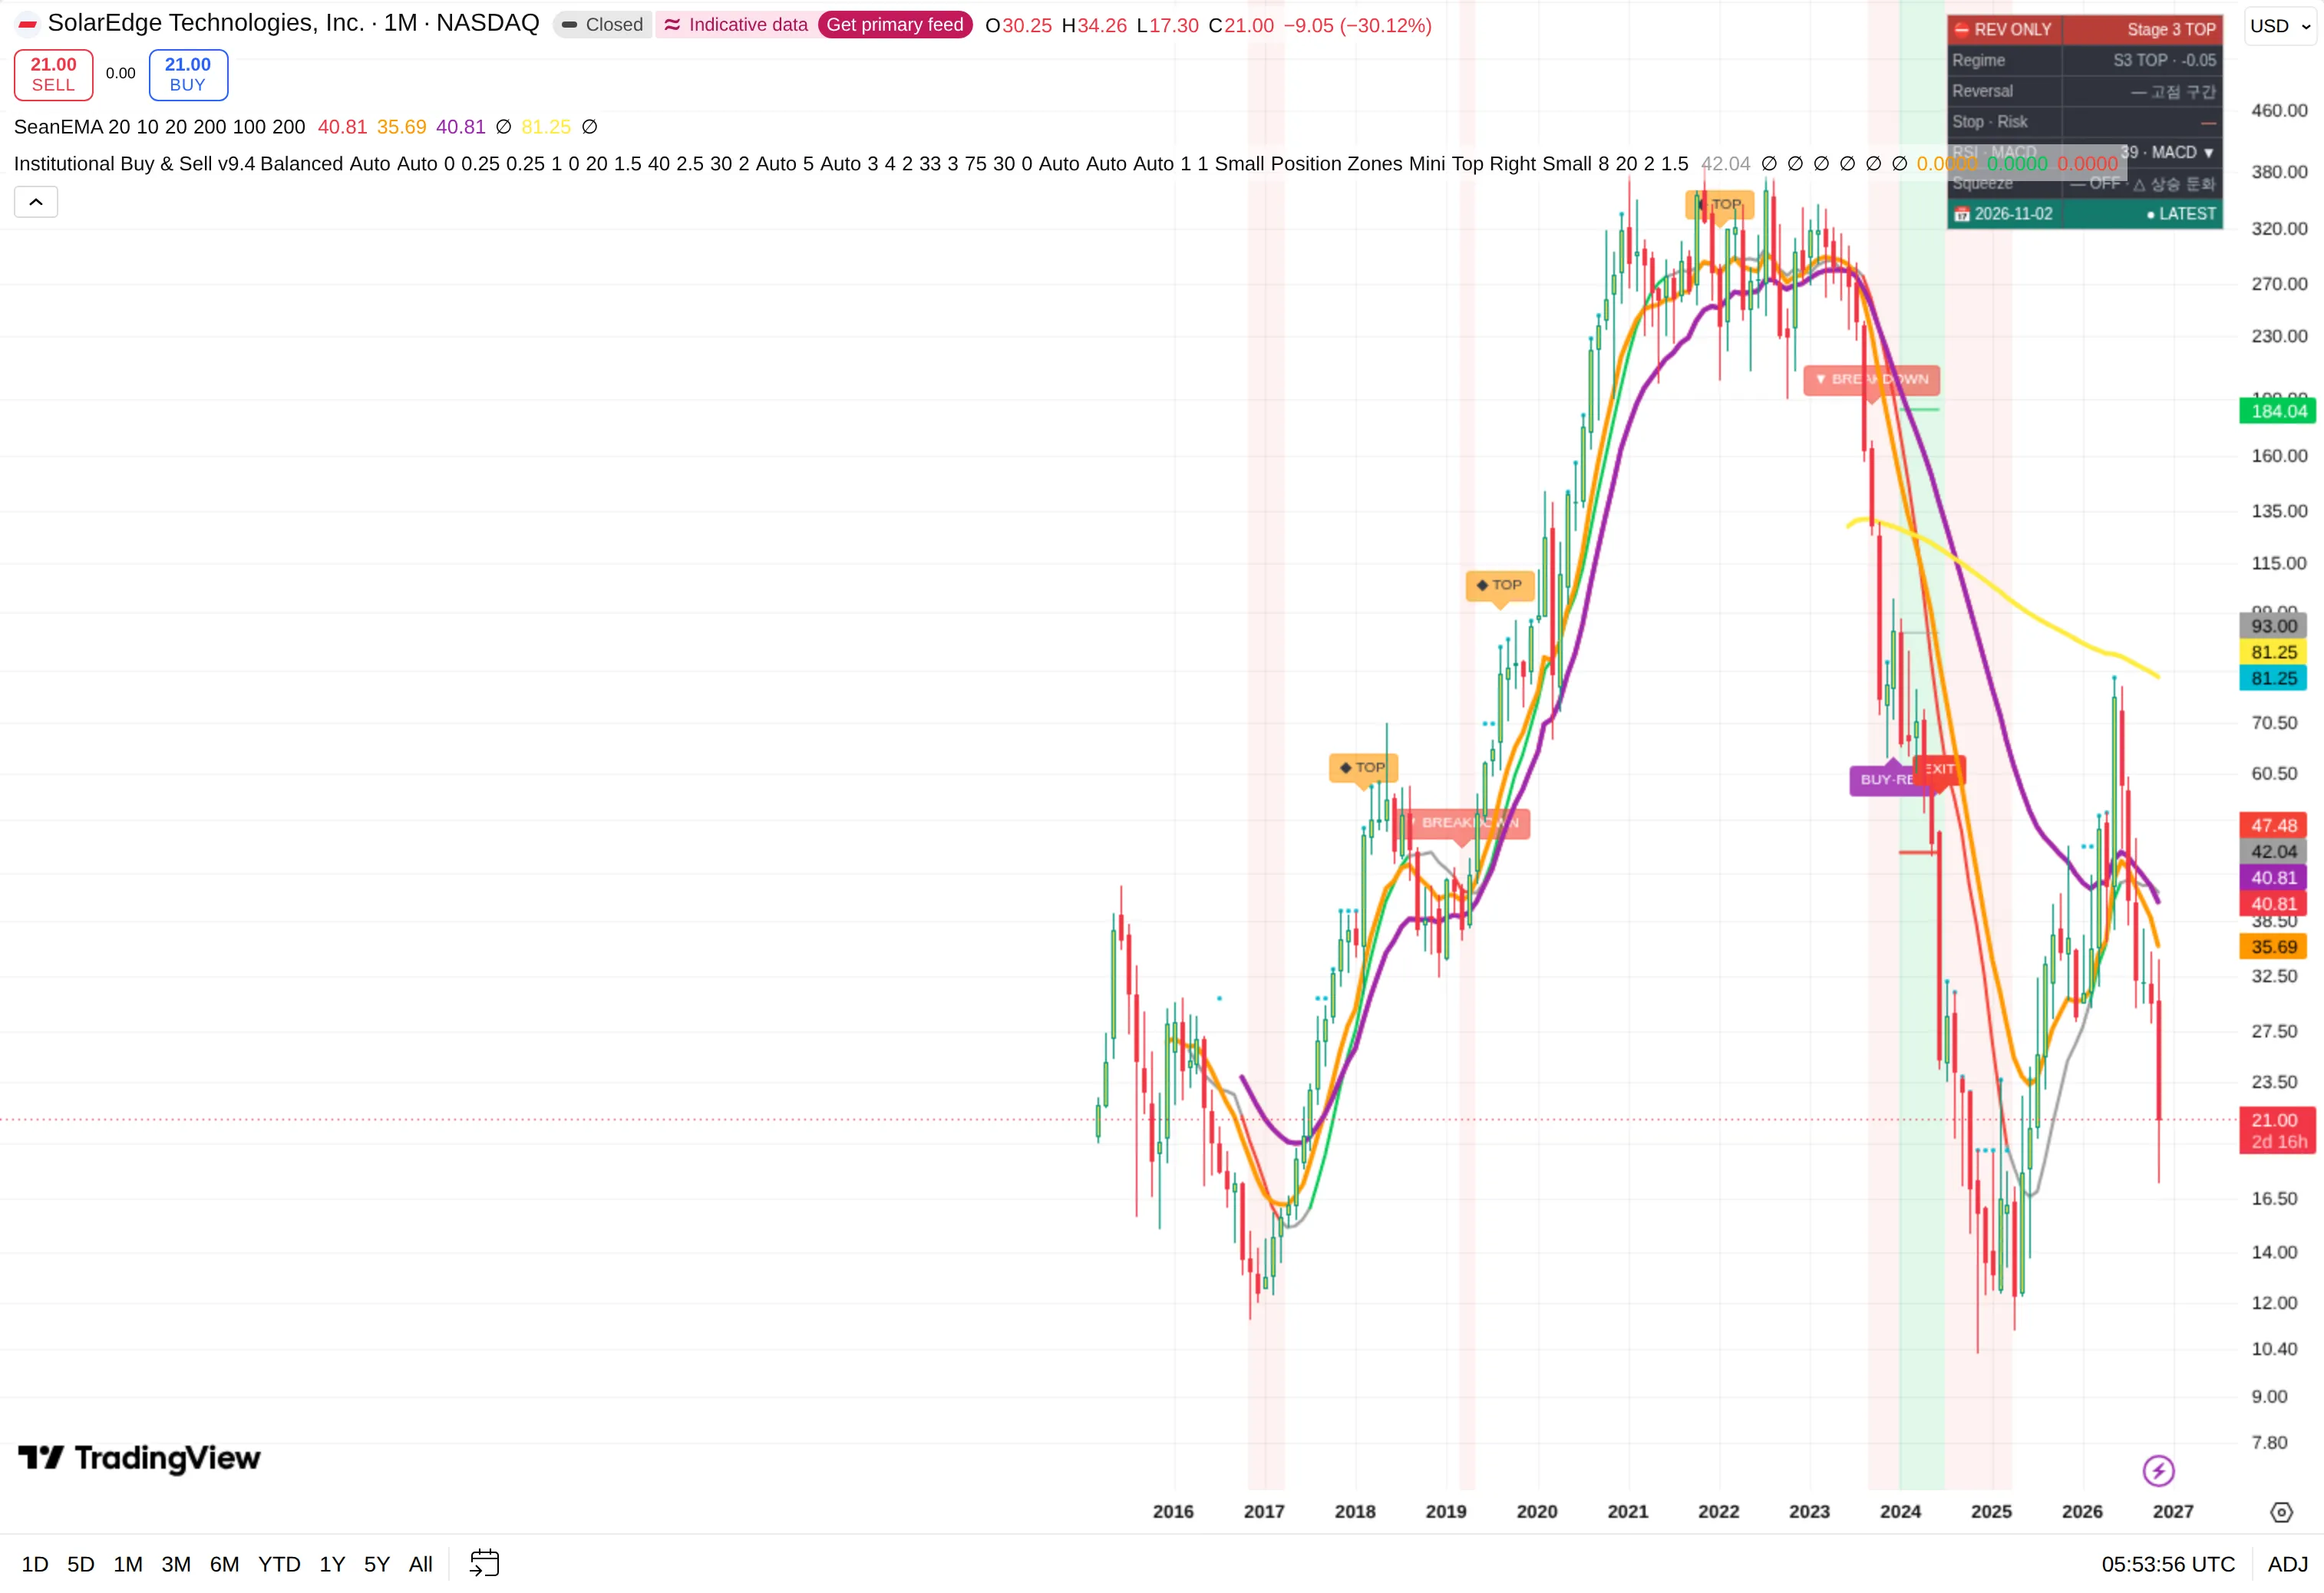 SolarEdge Technologies, Inc. · 1M · NASDAQ Closed Indicative data Get primary feed O30.25 H34.26 L17.30 C21.00 −9.05 (−30.12%)
21.00 SELL
0.00
21.00 BUY
SeanEMA 20 10 20 200 100 200 40.81 35.69 40.81 ∅ 81.25 ∅
Institutional Buy & Sell v9.4 Balanced Auto Auto 0 0.25 0.25 1 0 20 1.5 40 2.5 30 2 Auto 5 Auto 3 4 2 33 3 75 30 0 Auto Auto Auto 1 1 Small Position Zones Mini Top Right Small 8 20 2 1.5 42.04 ∅ ∅ ∅ ∅ ∅ ∅ 0.0000 0.0000 0.0000
REV ONLY Stage 3 TOP
Regime S3 TOP · -0.05
Reversal — 고점 구간
Stop · Risk —
RSI · MACD 39 · MACD ▼
Squeeze — OFF · △ 상승 둔화
2026-11-02 ● LATEST
USD
460.00
380.00
320.00
270.00
230.00
184.04
160.00
135.00
115.00
93.00
81.25
81.25
70.50
60.50
47.48
42.04
40.81
40.81
38.50
35.69
32.50
27.50
23.50
21.00
2d 16h
16.50
14.00
12.00
10.40
9.00
7.80
◆ TOP
▼ BREAKDOWN
◆ TOP
TOP
▼ BREAKDOWN
BUY-RE
EXIT
TradingView
2016 2017 2018 2019 2020 2021 2022 2023 2024 2025 2026 2027
1D 5D 1M 3M 6M YTD 1Y 5Y All
05:53:56 UTC ADJ